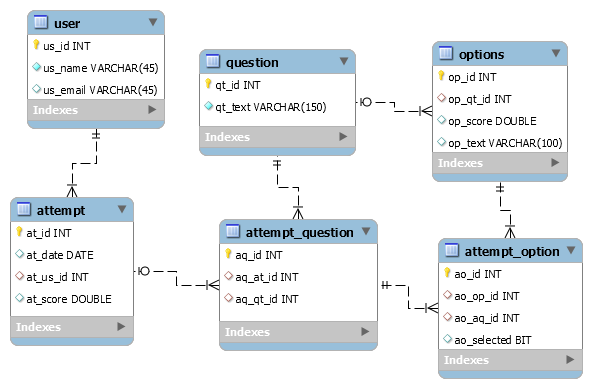 user
us_id INT
us_name VARCHAR(45)
us_email VARCHAR(45)
Indexes
question
qt_id INT
qt_text VARCHAR(150)
Indexes
options
op_id INT
op_qt_id INT
op_score DOUBLE
op_text VARCHAR(100)
Indexes
attempt
at_id INT
at_date DATE
at_us_id INT
at_score DOUBLE
Indexes
attempt_question
aq_id INT
aq_at_id INT
aq_qt_id INT
Indexes
attempt_option
ao_id INT
ao_op_id INT
ao_aq_id INT
ao_selected BIT
Indexes